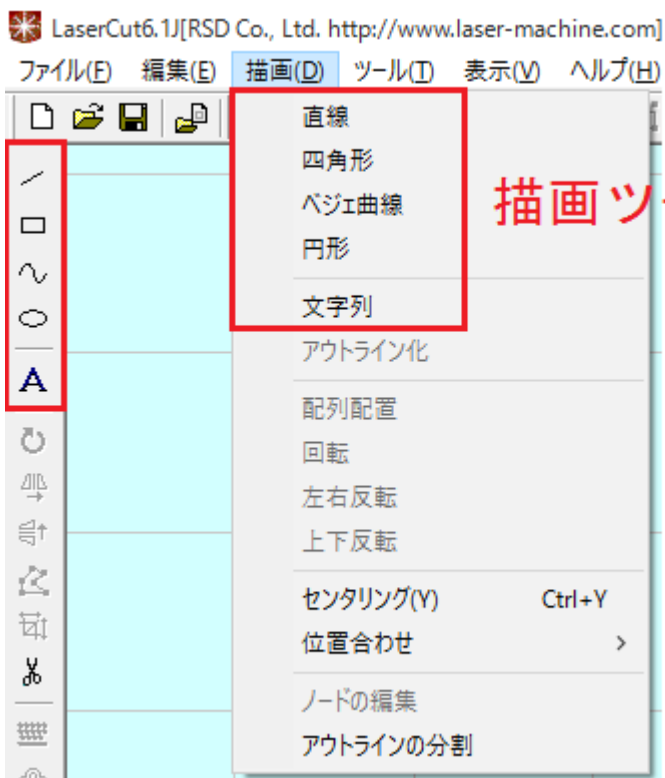 LaserCut6.1J[RSD Co., Ltd. http://www.laser-machine.com]
ファイル(F) 編集(E) 描画(D) ツール(T) 表示(V) ヘルプ(H)
直線
四角形
ベジェ曲線
描画ツ
円形
文字列
A
アウトライン化
配列配置
回転
左右反転
上下反転
センタリング(Y) Ctrl+Y
位置合わせ
ノードの編集
アウトラインの分割